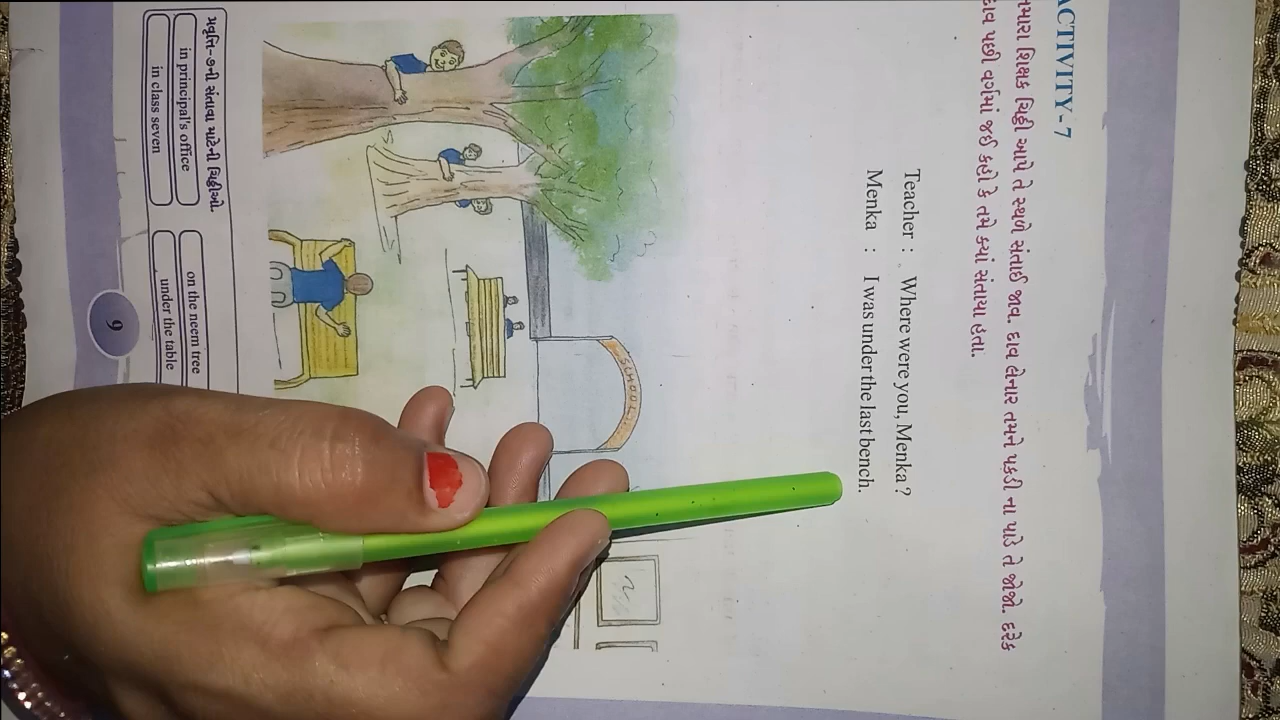 ACTIVITY - 7
તમારા શિક્ષક ચિઠ્ઠી આપે તે સ્થળે સંતાઈ જાવ. દાવ લેનાર તમને પકડી ના પાડે તે જોજો. દરેક
દાવ પછી વર્ગમાં જઈ કહો કે તમે ક્યાં સંતાયા હતા.
Teacher : Where were you, Menka ?
Menka : I was under the last bench.
SCHOOL
પ્રવૃત્તિ-૭ની સંતાવા માટેની ચિઠ્ઠીઓ.
in principal's office
on the neem tree
in class seven
under the table
9